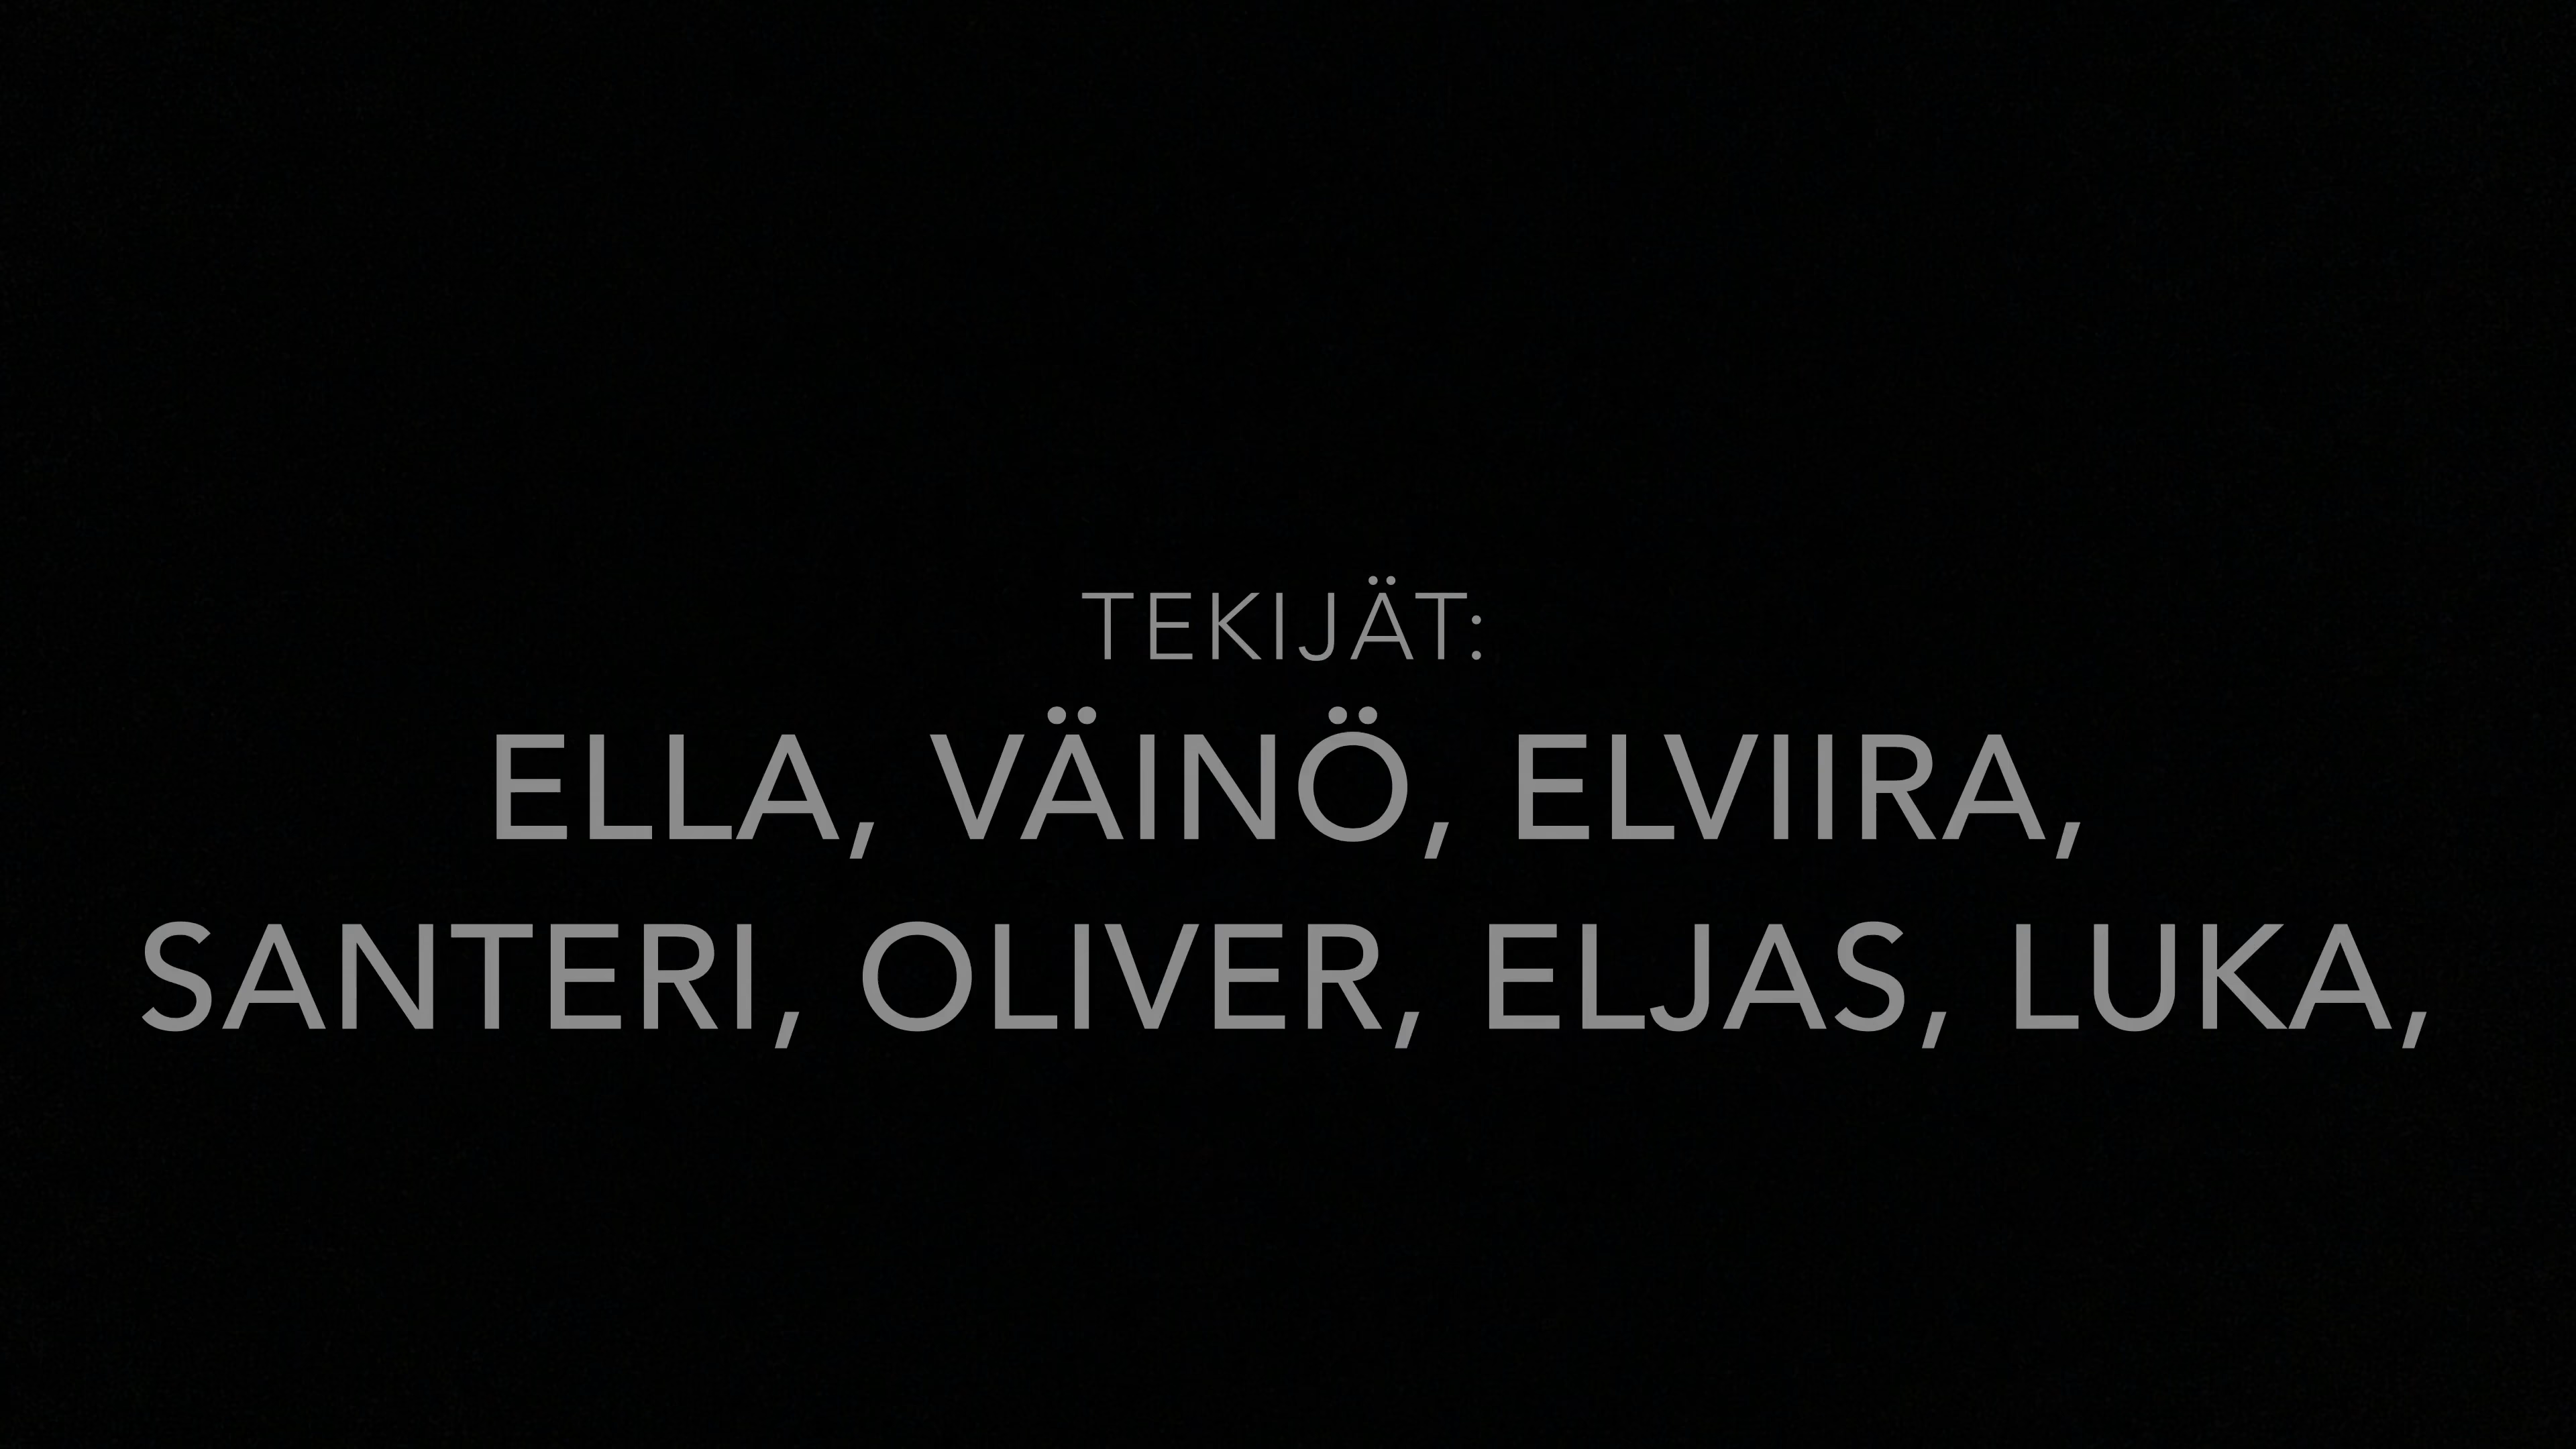 TEKIJÄT:
ELLA, VÄINÖ, ELVIIRA,
SANTERI, OLIVER, ELJAS, LUKA,